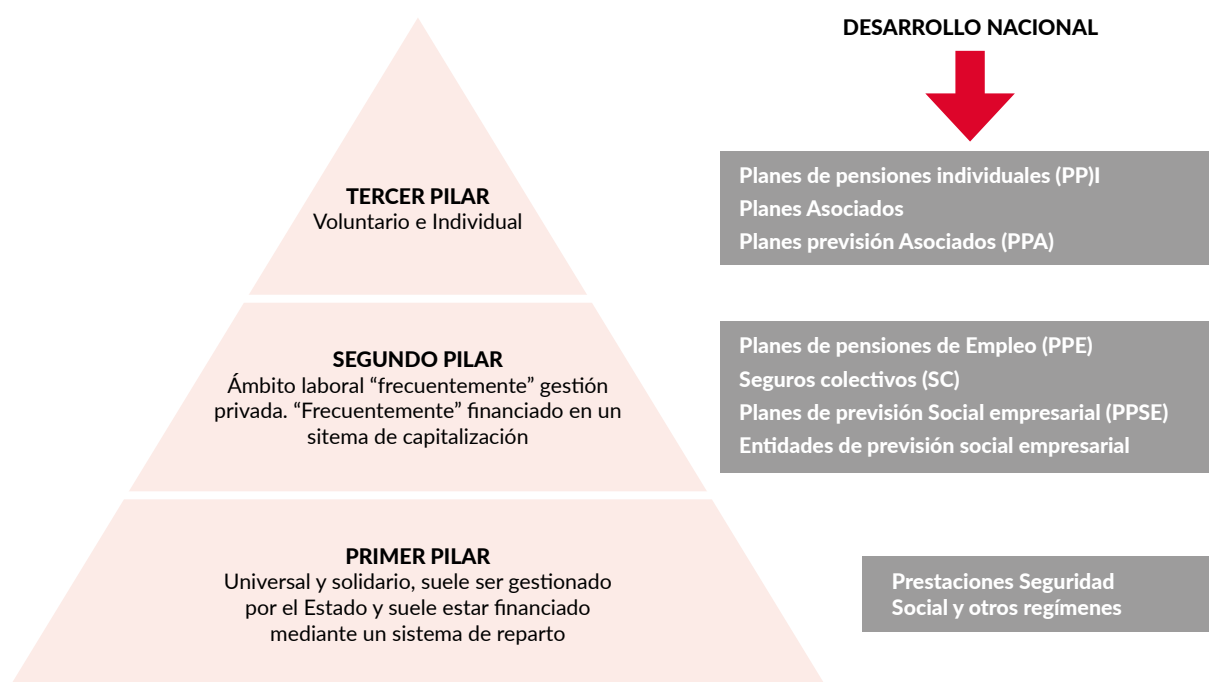 DESARROLLO NACIONAL
TERCER PILAR
Voluntario e Individual
Planes de pensiones individuales (PP)I
Planes Asociados
Planes previsión Asociados (PPA)
SEGUNDO PILAR
Ámbito laboral “frecuentemente” gestión
privada. “Frecuentemente” financiado en un
sitema de capitalización
Planes de pensiones de Empleo (PPE)
Seguros colectivos (SC)
Planes de previsión Social empresarial (PPSE)
Entidades de previsión social empresarial
PRIMER PILAR
Universal y solidario, suele ser gestionado
por el Estado y suele estar financiado
mediante un sistema de reparto
Prestaciones Seguridad
Social y otros regímenes